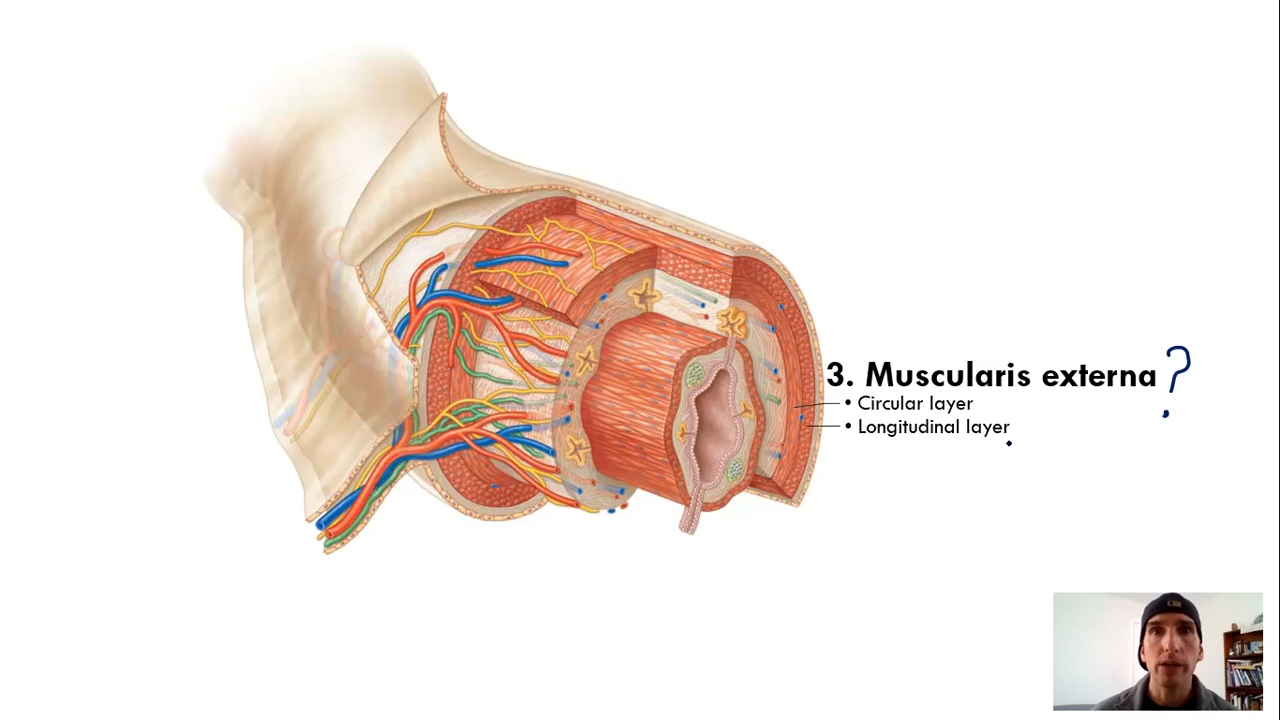 3. Muscularis externa ?
• Circular layer
• Longitudinal layer